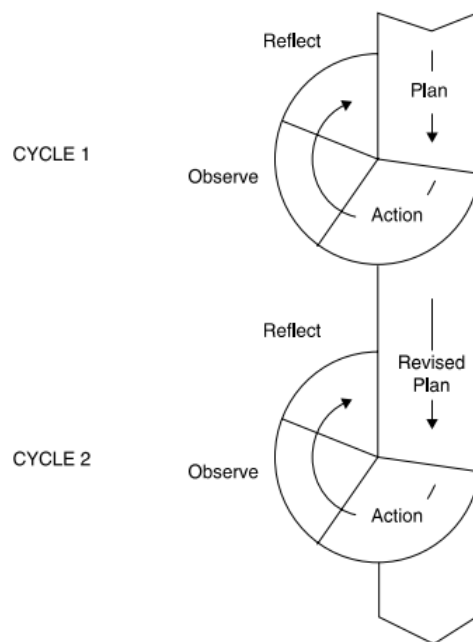 Reflect
Plan
CYCLE 1
Observe
Action
Reflect
Revised
Plan
CYCLE 2
Observe
Action